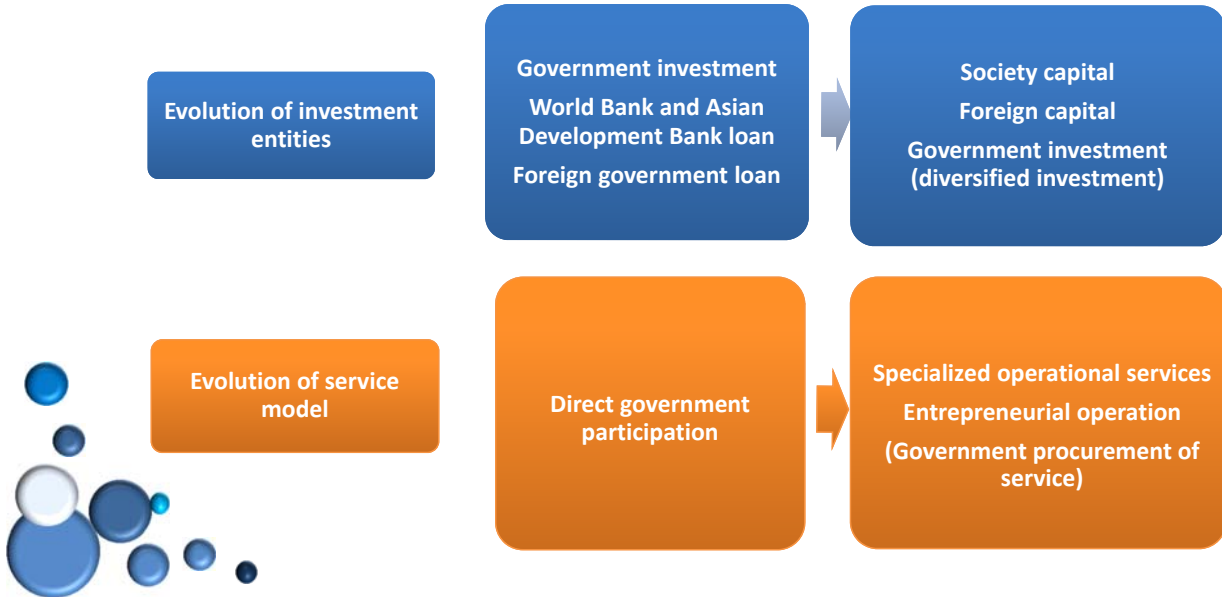 Evolution of investment
entities
Government investment
World Bank and Asian
Development Bank loan
Foreign government loan
Society capital
Foreign capital
Government investment
(diversified investment)
Evolution of service
model
Direct government
participation
Specialized operational services
Entrepreneurial operation
(Government procurement of
service)